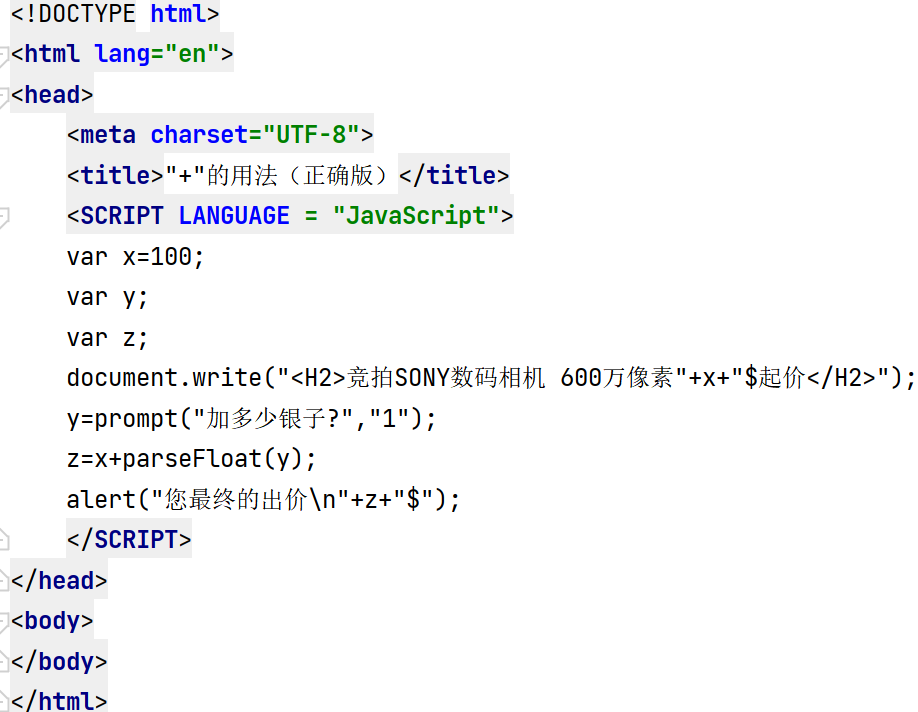 <!DOCTYPE html>
<html lang="en">
<head>
    <meta charset="UTF-8">
    <title>"+"的用法（正确版）</title>
    <SCRIPT LANGUAGE = "JavaScript">
    var x=100;
    var y;
    var z;
    document.write("<H2>竞拍SONY数码相机 600万像素"+x+"$起价</H2>");
    y=prompt("加多少银子?","1");
    z=x+parseFloat(y);
    alert("您最终的出价\n"+z+"$");
    </SCRIPT>
</head>
<body>
</body>
</html>